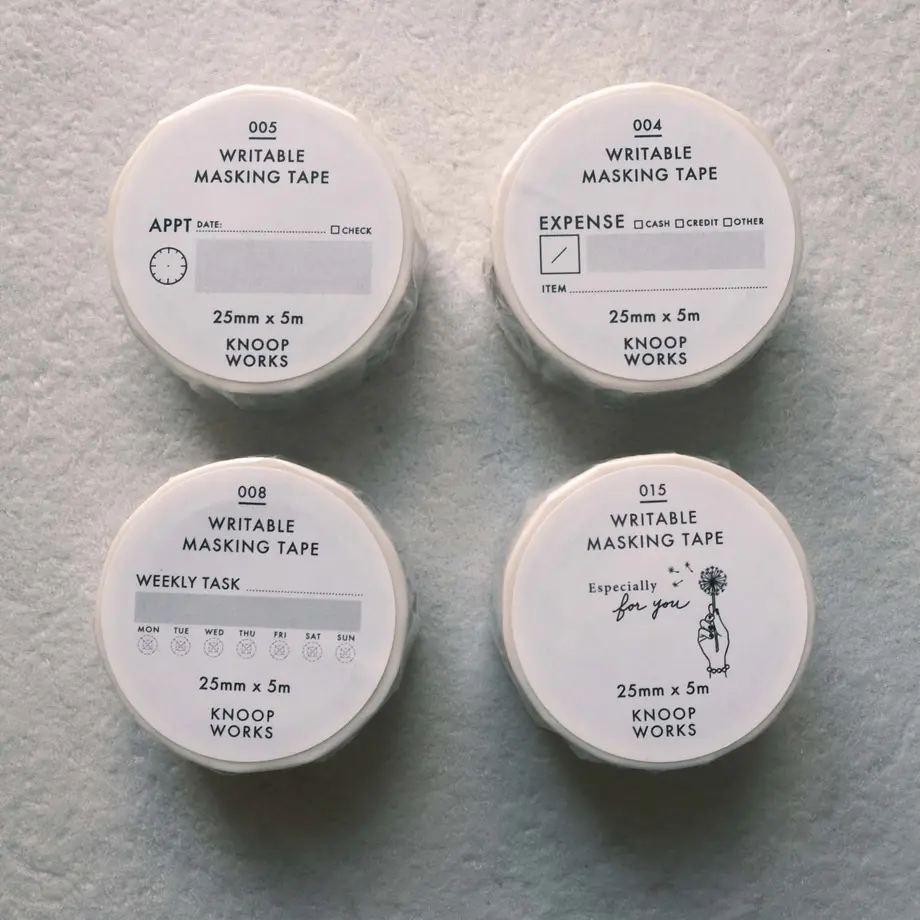 005
WRITABLE
MASKING TAPE
APPT DATE: CHECK
25mm x 5m
KNOOP
WORKS
004
WRITABLE
MASKING TAPE
EXPENSE CASH CREDIT OTHER
ITEM
25mm x 5m
KNOOP
WORKS
008
WRITABLE
MASKING TAPE
WEEKLY TASK
MON TUE WED THU FRI SAT SUN
25mm x 5m
KNOOP
WORKS
015
WRITABLE
MASKING TAPE
Especially
for you
25mm x 5m
KNOOP
WORKS